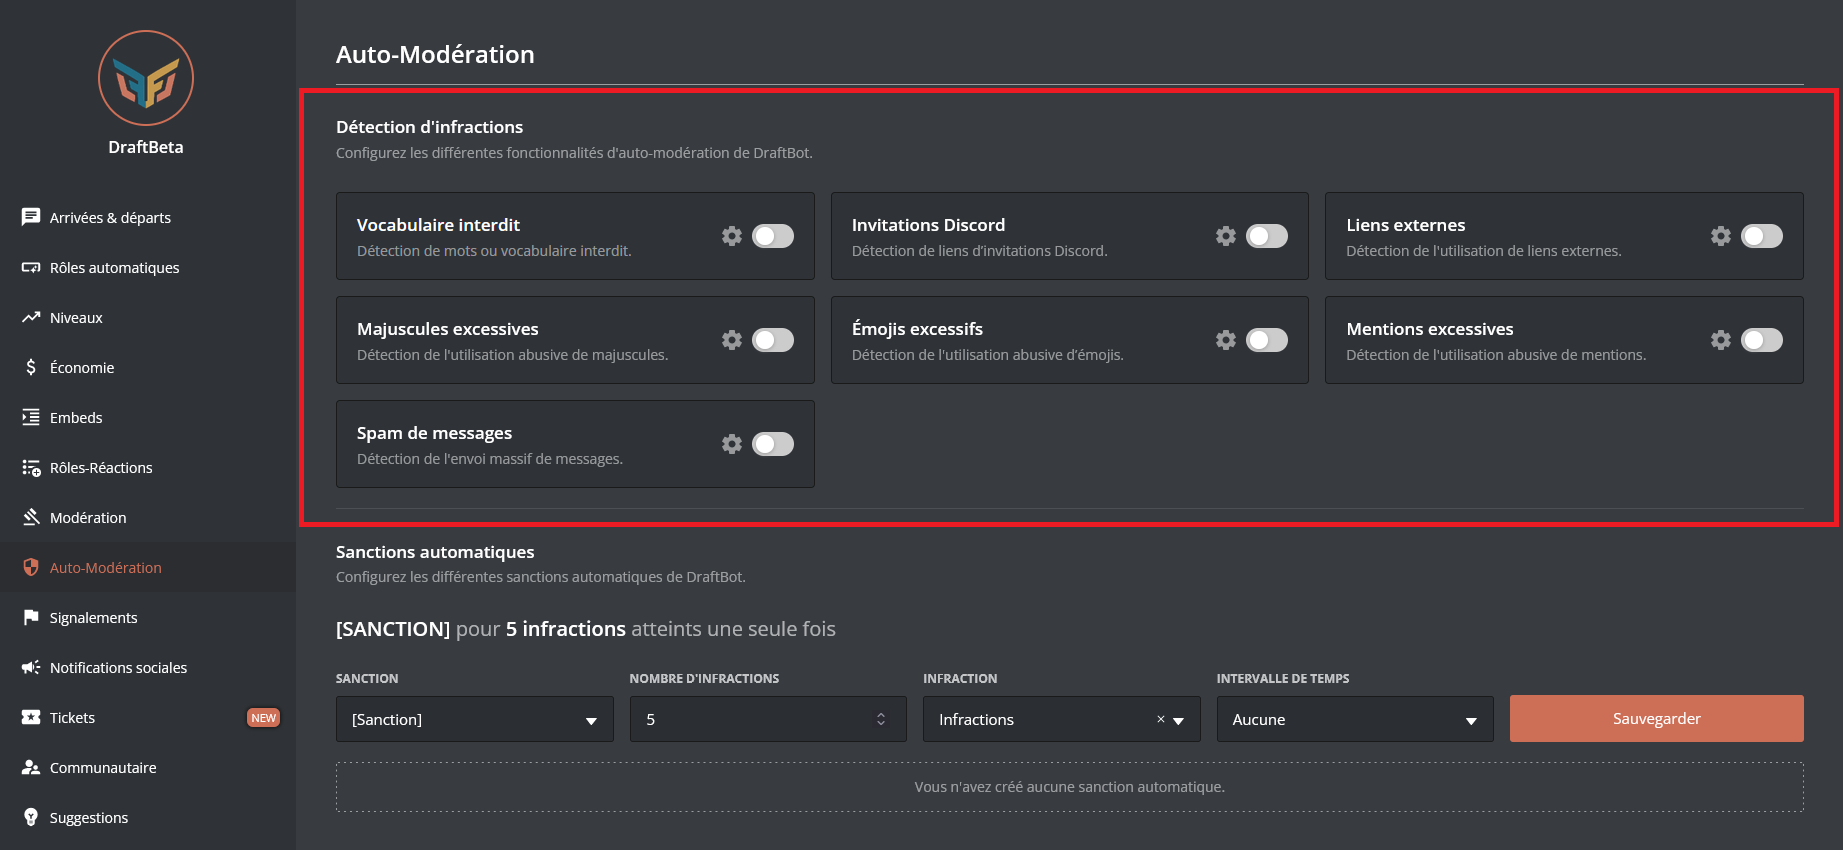 DraftBeta
Arrivées & départs
Rôles automatiques
Niveaux
Économie
Embeds
Rôles-Réactions
Modération
Auto-Modération
Signalements
Notifications sociales
Tickets NEW
Communautaire
Suggestions
Auto-Modération
Détection d'infractions
Configurez les différentes fonctionnalités d'auto-modération de DraftBot.
Vocabulaire interdit
Détection de mots ou vocabulaire interdit.
Invitations Discord
Détection de liens d’invitations Discord.
Liens externes
Détection de l'utilisation de liens externes.
Majuscules excessives
Détection de l'utilisation abusive de majuscules.
Émojis excessifs
Détection de l'utilisation abusive d’émojis.
Mentions excessives
Détection de l'utilisation abusive de mentions.
Spam de messages
Détection de l'envoi massif de messages.
Sanctions automatiques
Configurez les différentes sanctions automatiques de DraftBot.
[SANCTION] pour 5 infractions atteints une seule fois
SANCTION
[Sanction]
NOMBRE D'INFRACTIONS
5
INFRACTION
Infractions ×
INTERVALLE DE TEMPS
Aucune
Sauvegarder
Vous n'avez créé aucune sanction automatique.